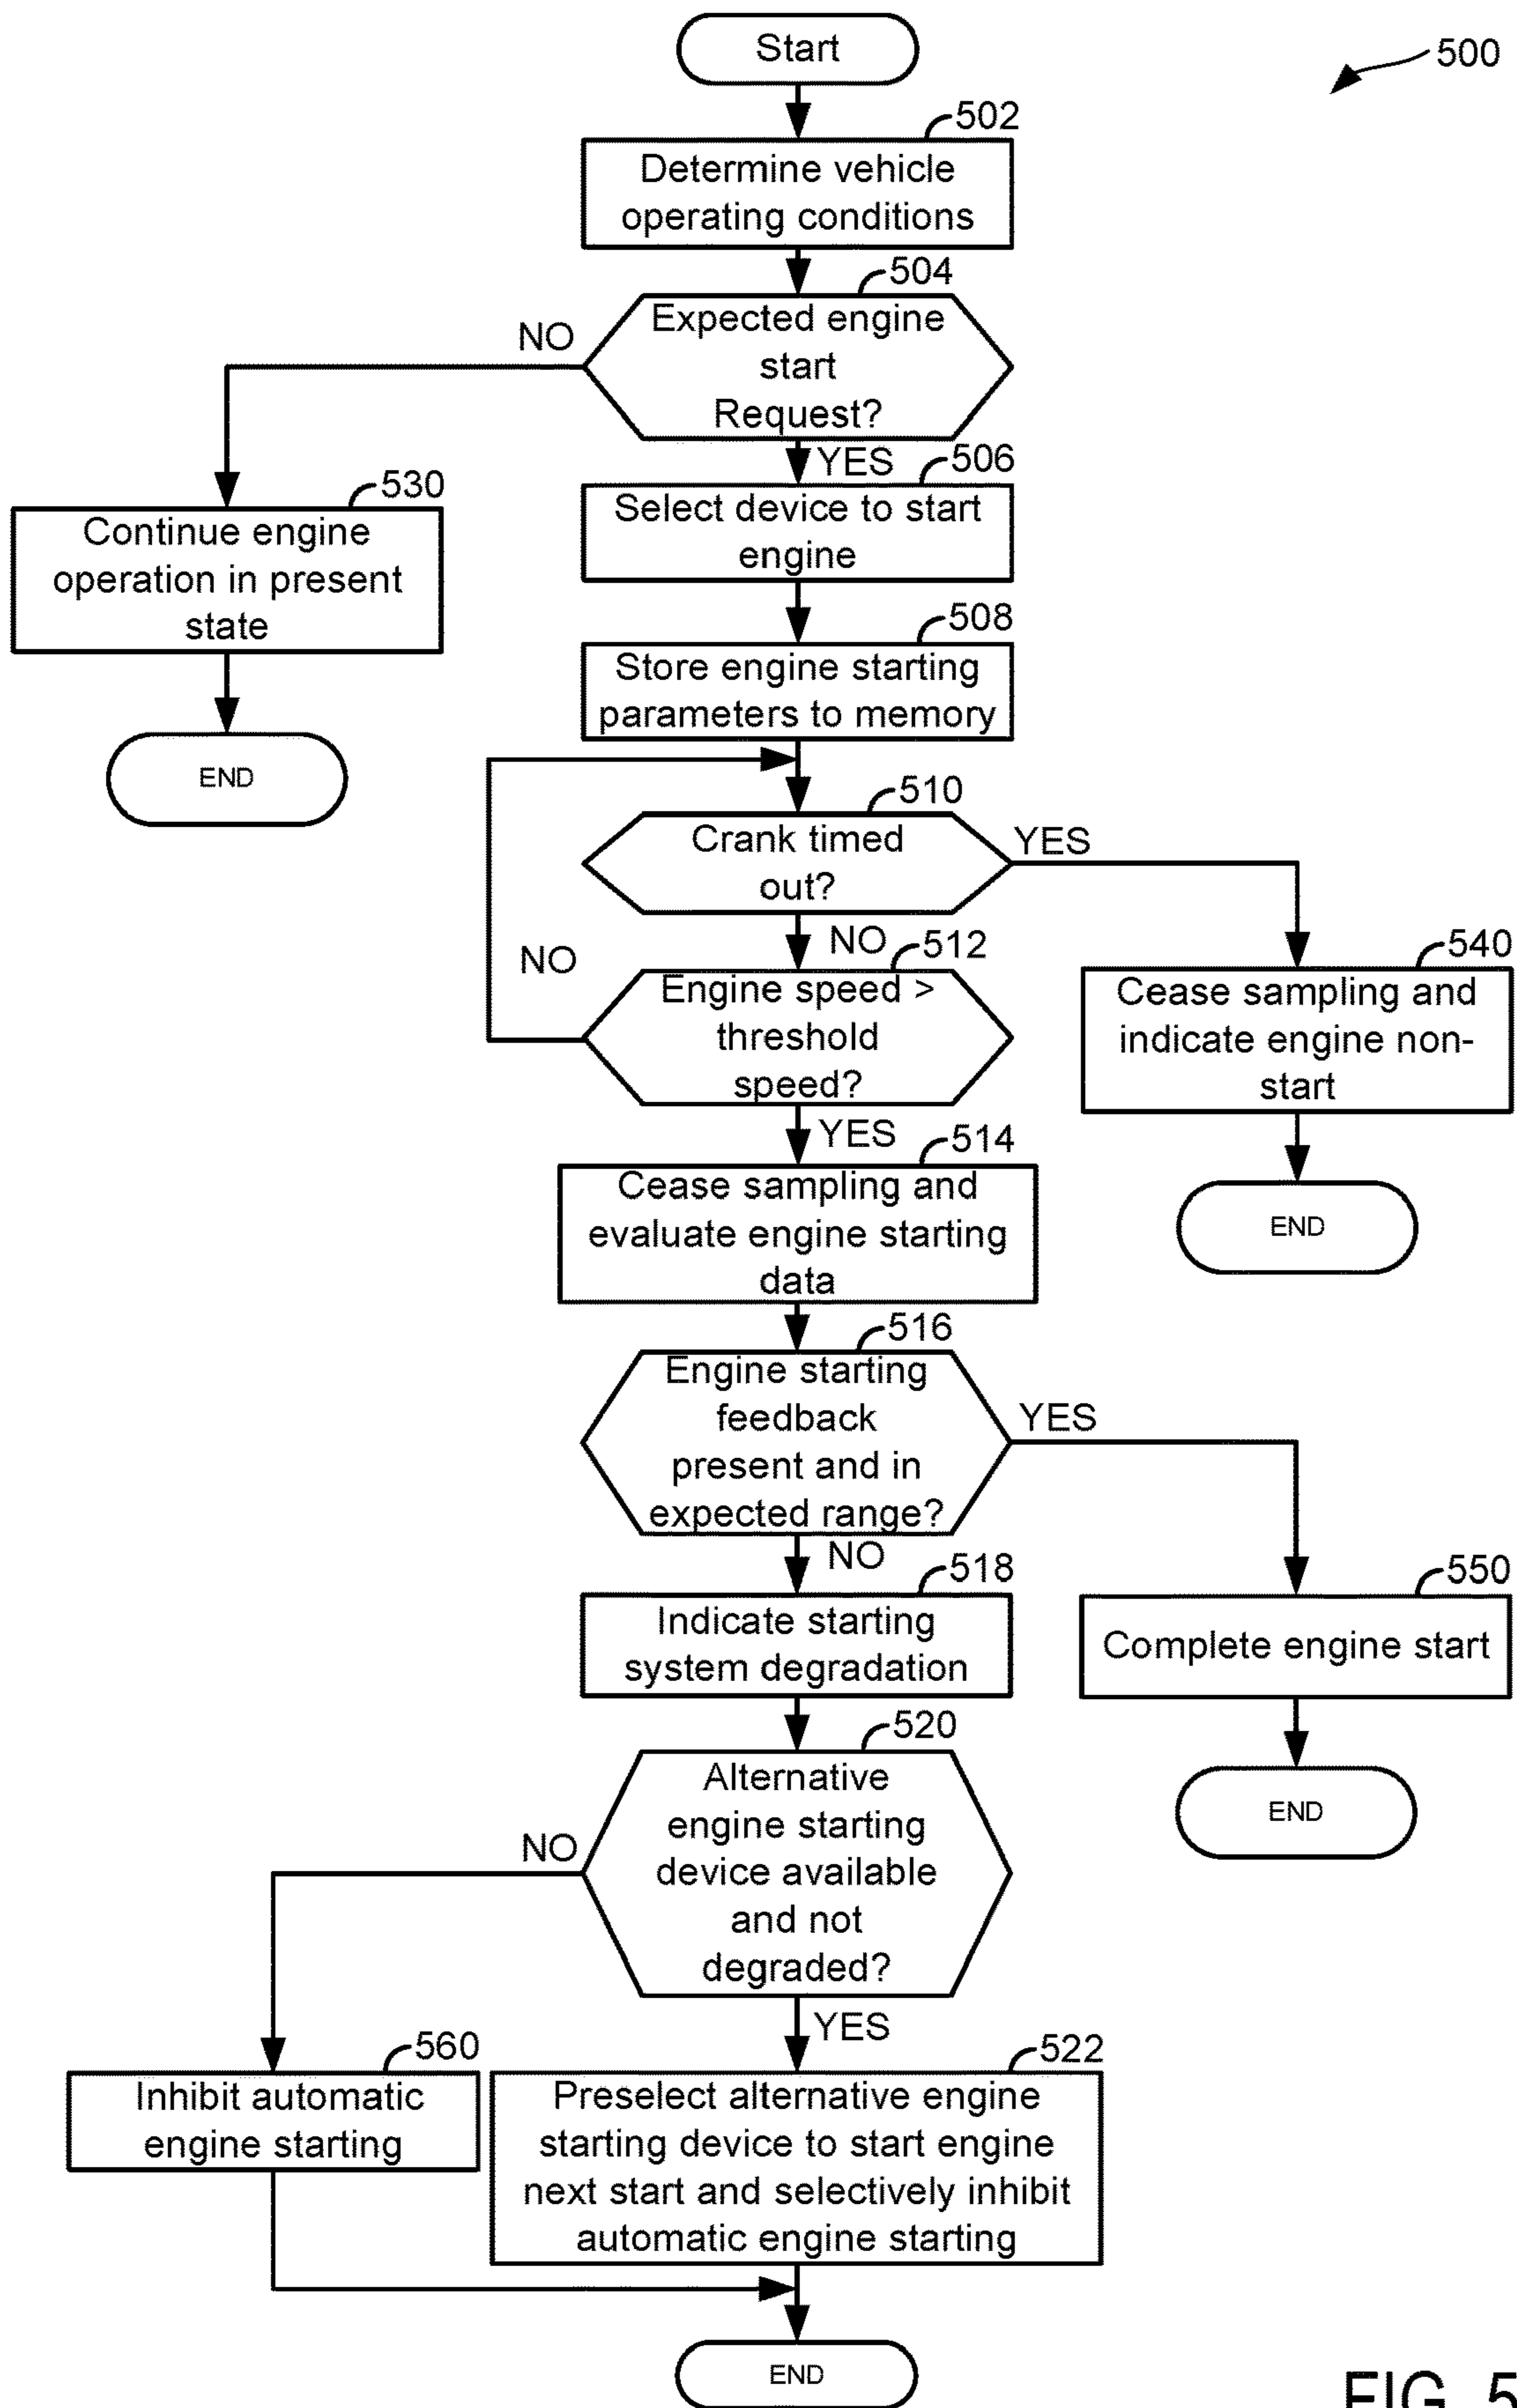 Start
500
502
Determine vehicle
operating conditions
504
Expected engine
start
Request?
NO
YES
506
Select device to start
engine
530
Continue engine
operation in present
state
END
508
Store engine starting
parameters to memory
510
Crank timed
out?
YES
NO
512
Engine speed >
threshold
speed?
NO
540
Cease sampling and
indicate engine non-
start
END
YES
514
Cease sampling and
evaluate engine starting
data
516
Engine starting
feedback
present and in
expected range?
YES
NO
518
Indicate starting
system degradation
550
Complete engine start
END
520
Alternative
engine starting
device available
and not
degraded?
NO
YES
560
Inhibit automatic
engine starting
522
Preselect alternative engine
starting device to start engine
next start and selectively inhibit
automatic engine starting
END
FIG. 5